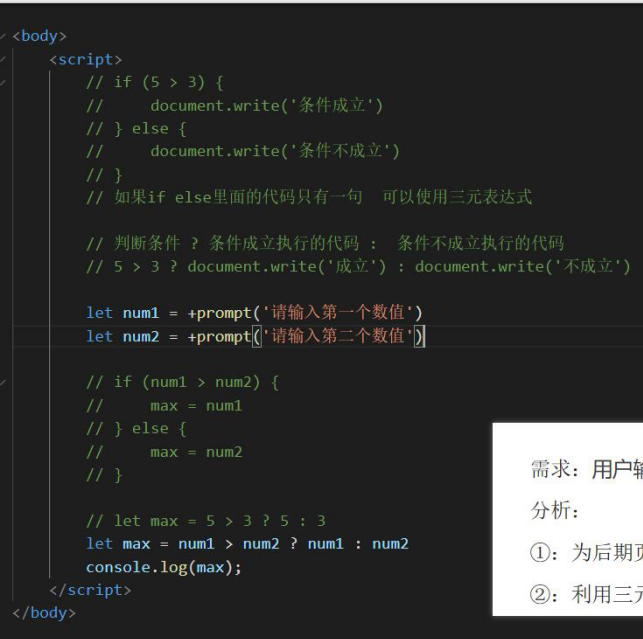 <body>
<script>
// if (5 > 3) {
//     document.write('条件成立')
// } else {
//     document.write('条件不成立')
// }
// 如果if else里面的代码只有一句  可以使用三元表达式
// 判断条件 ? 条件成立执行的代码 :  条件不成立执行的代码
// 5 > 3 ? document.write('成立') : document.write('不成立')
let num1 = +prompt('请输入第一个数值')
let num2 = +prompt('请输入第二个数值')
// if (num1 > num2) {
//     max = num1
// } else {
//     max = num2
// }
// let max = 5 > 3 ? 5 : 3
let max = num1 > num2 ? num1 : num2
console.log(max);
</script>
</body>
需求：用户
分析：
①：为后期
②：利用三